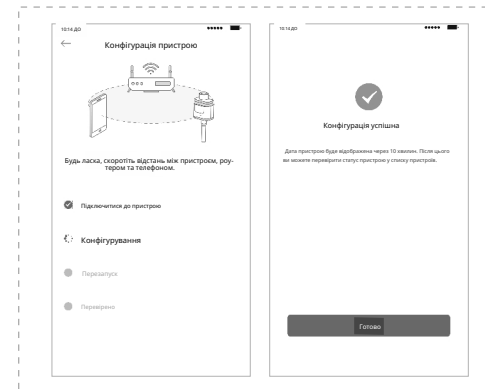 10:14 ДО
Конфігурація пристрою
Будь ласка, скоротіть відстань між пристроєм, роу-
тером та телефоном.
Підключитися до пристрою
Конфігурування
Перезапуск
Перевірено
10:14 ДО
Конфігурація успішна
Дата пристрою буде відображена через 10 хвилин. Після цього
ви можете перевірити статус пристрою у списку пристроїв.
Готово